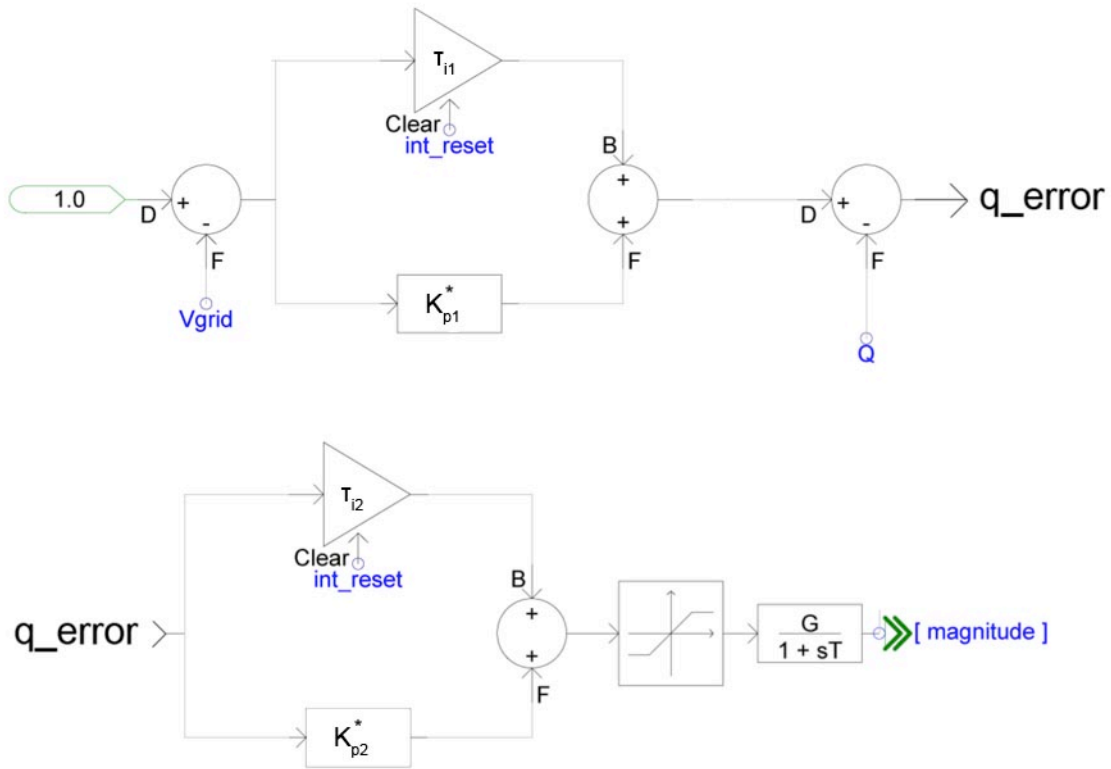 τi1
Clear
int_reset
B
1.0
D
+
-
F
Vgrid
+
+
F
D
+
-
F
q_error
K*p1
Q
τi2
Clear
int_reset
B
q_error
+
+
F
G
1 + sT
[ magnitude ]
K*p2